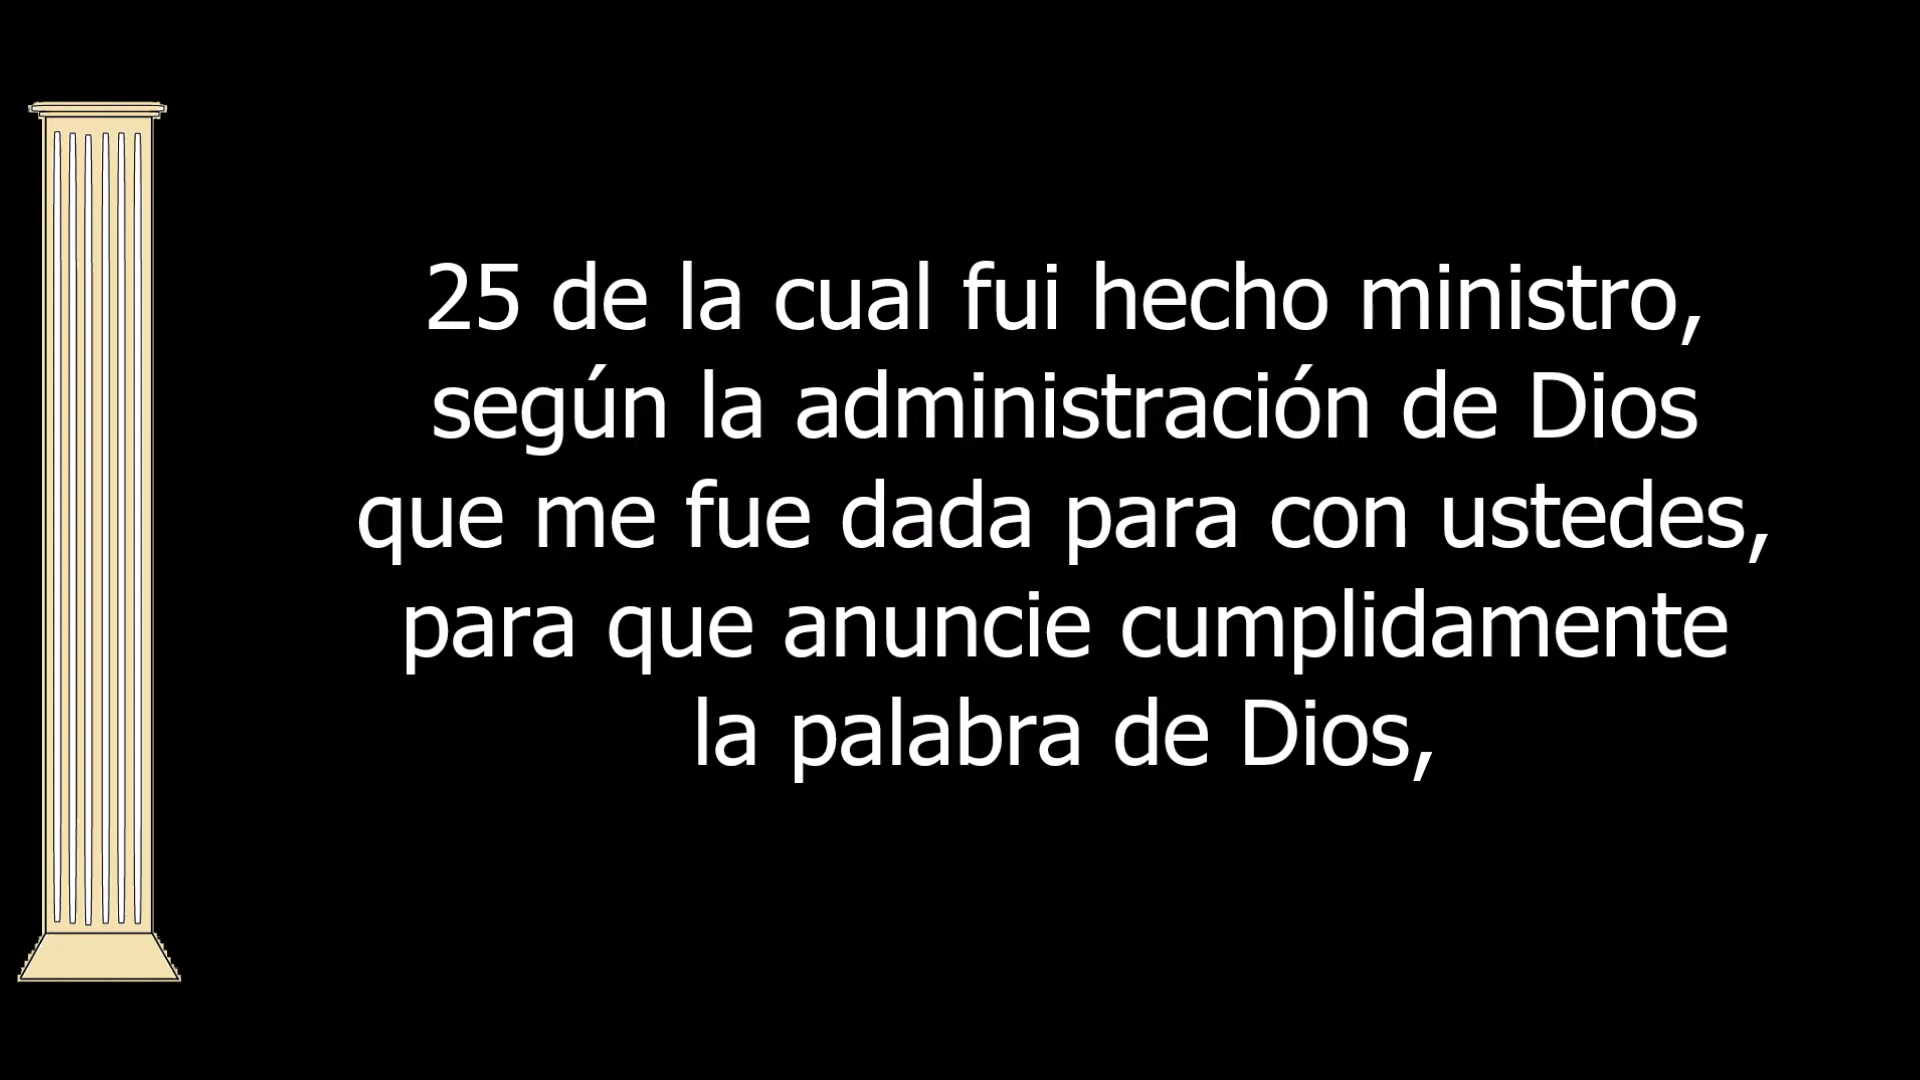 25 de la cual fui hecho ministro,
según la administración de Dios
que me fue dada para con ustedes,
para que anuncie cumplidamente
la palabra de Dios,